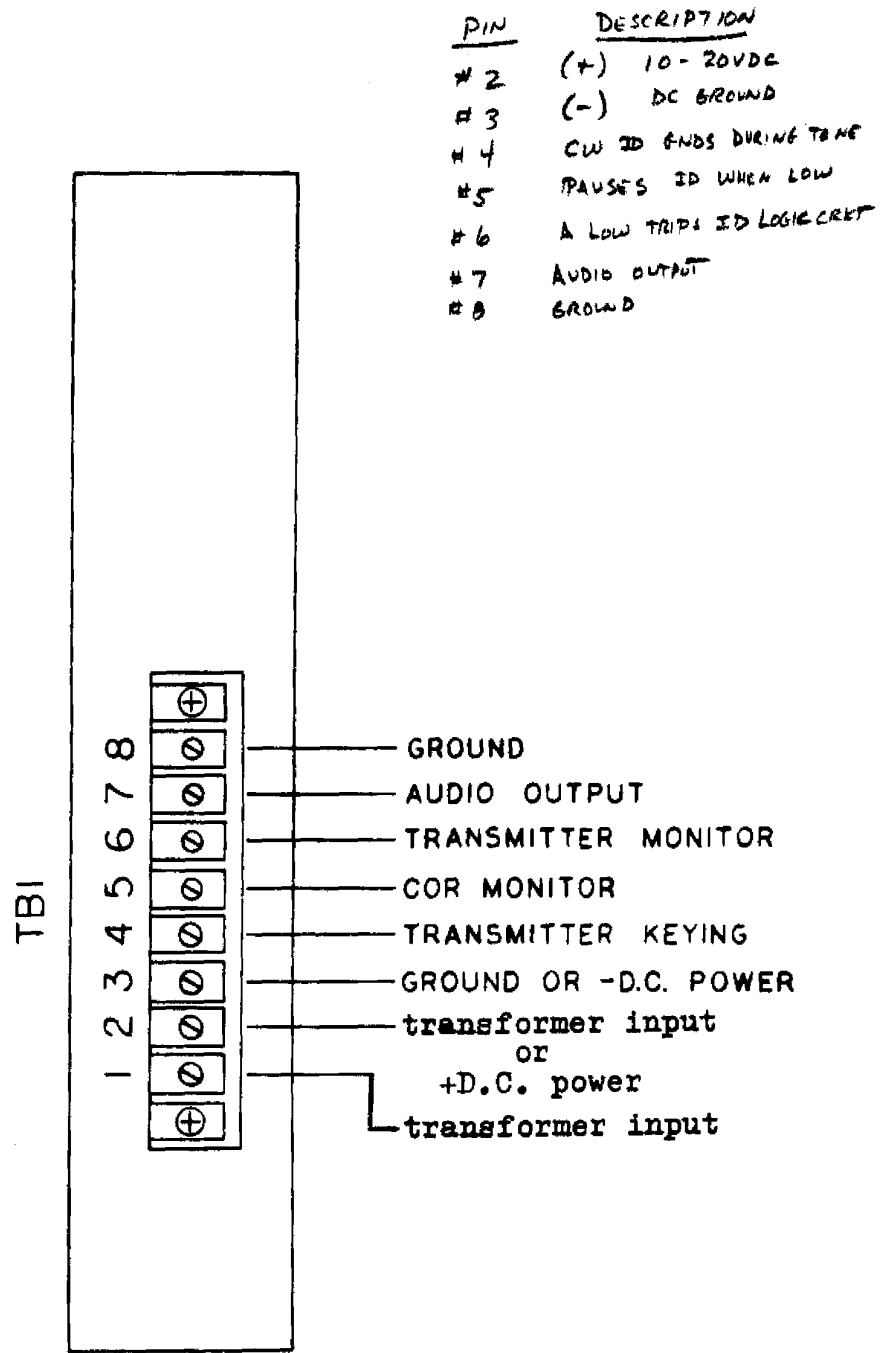 PIN DESCRIPTION
#2 (+) 10-20VDC
#3 (-) DC GROUND
#4 CW ID ENDS DURING TONE
#5 PAUSES ID WHEN LOW
#6 A LOW TRIPS ID LOGIC CRKT
#7 AUDIO OUTPUT
#8 GROUND
TB1
8 GROUND
7 AUDIO OUTPUT
6 TRANSMITTER MONITOR
5 COR MONITOR
4 TRANSMITTER KEYING
3 GROUND OR -D.C. POWER
2 transformer input
or
+D.C. power
1 transformer input